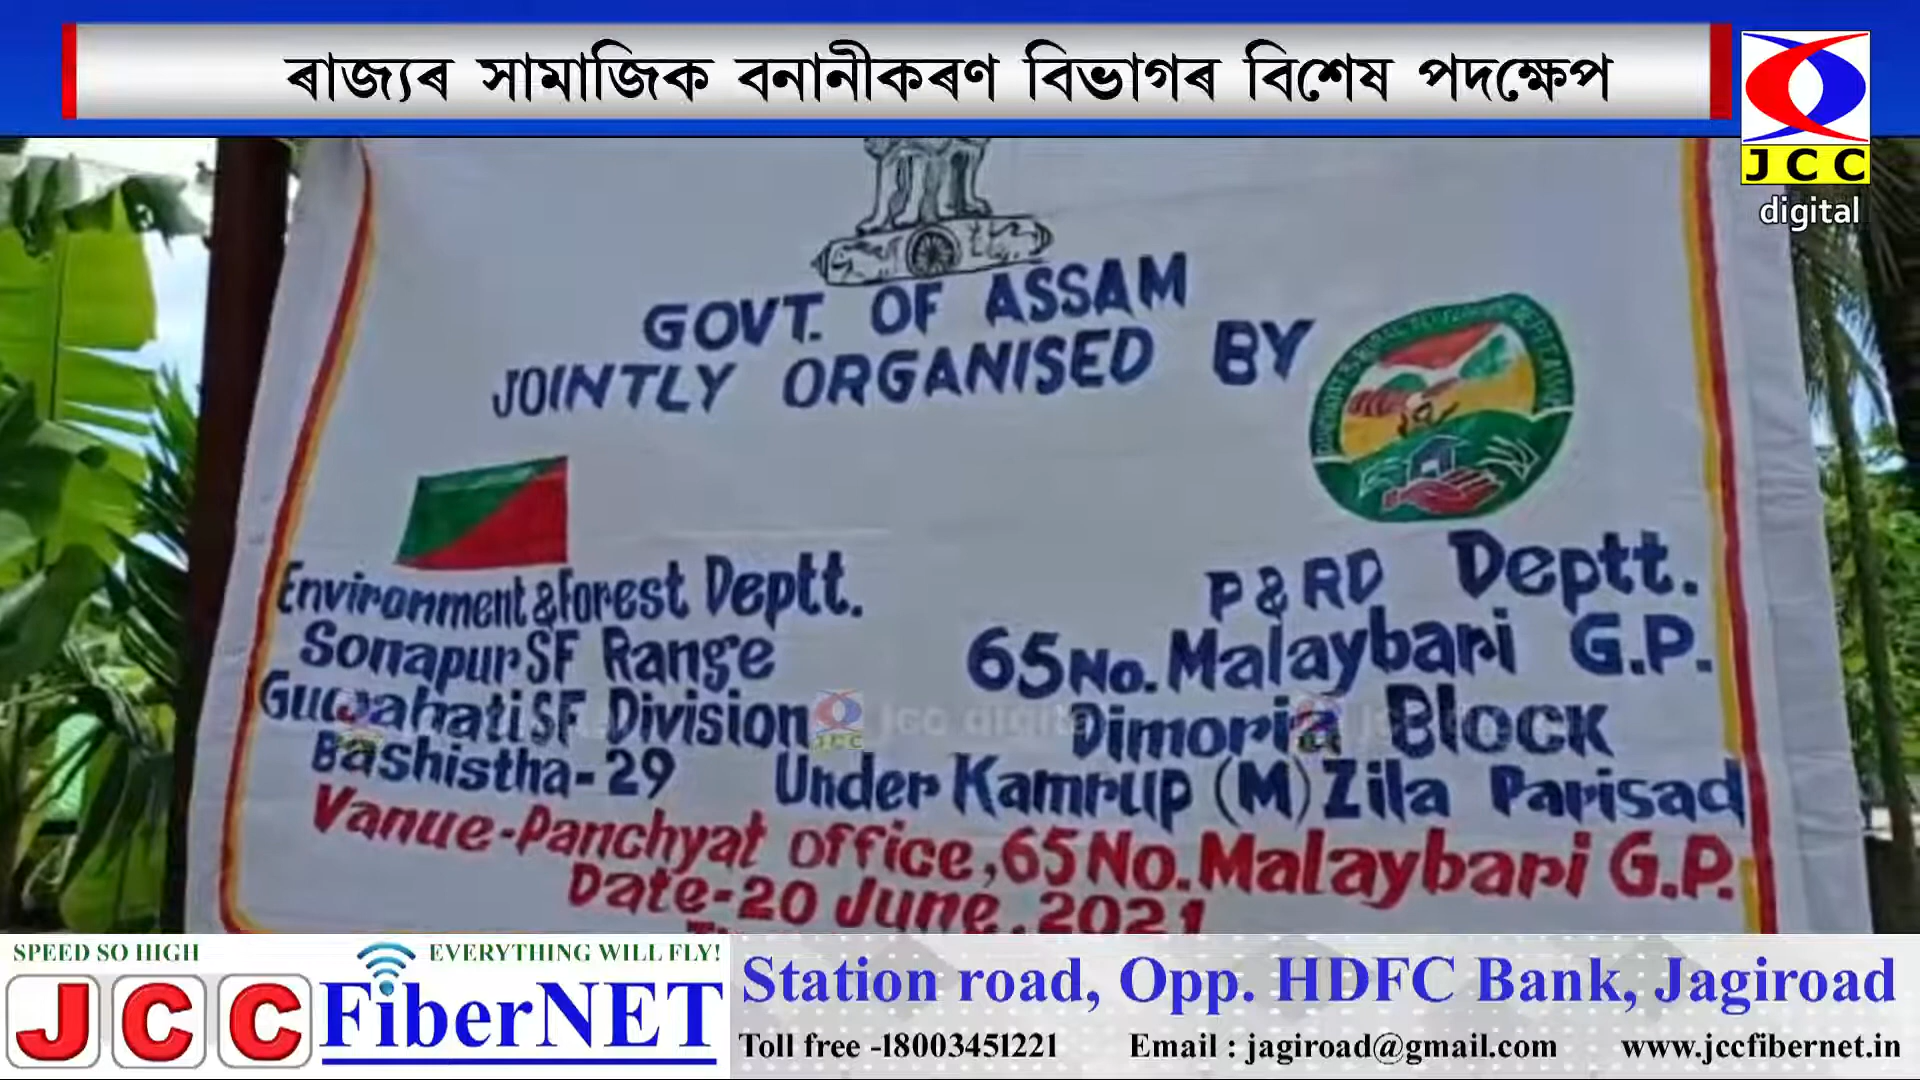 ৰাজ্যৰ সামাজিক বনানীকৰণ বিভাগৰ বিশেষ পদক্ষেপ
JCC
digital
GOVT. OF ASSAM
JOINTLY ORGANISED BY
Environment & Forest Deptt.
Sonapur SF Range
Guwahati SF Division
Bashistha-29
P & RD Deptt.
65 No. Malaybari G.P.
Dimoria Block
Under Kamrup (M) Zila Parisad
Vanue-Panchyat office, 65 No. Malaybari G.P.
Date-20 June, 2021
jcc digital
SPEED SO HIGH
EVERYTHING WILL FLY!
JCC FiberNET
Station road, Opp. HDFC Bank, Jagiroad
Toll free -18003451221 Email : jagiroad@gmail.com www.jccfibernet.in